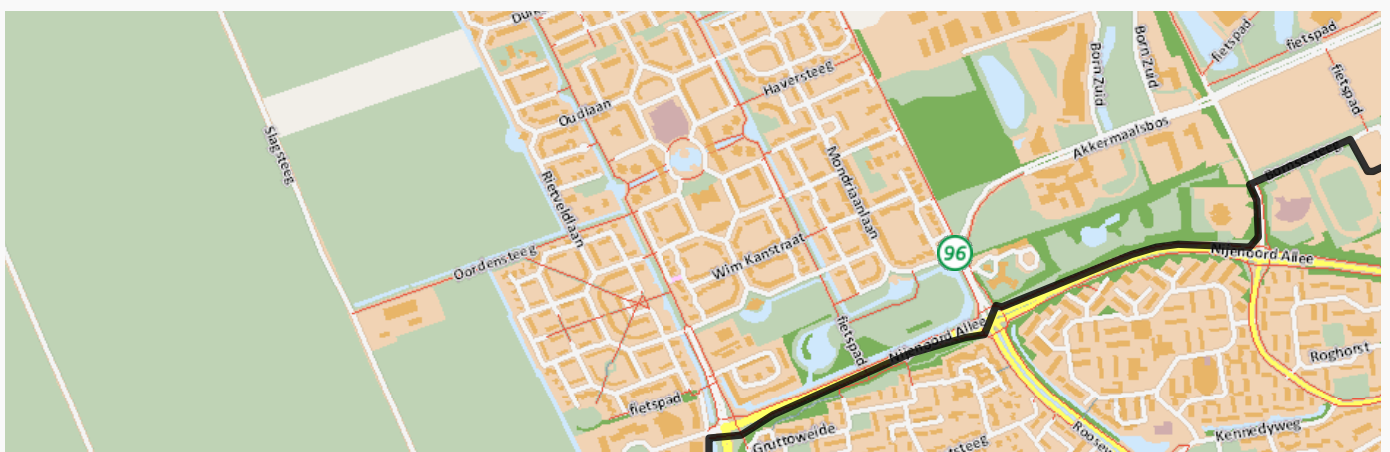 fietspad
fietspad
Born Zuid
Born Zuid
Haversteeg
fietspad
Oudlaan
Slagsteeg
Akkermaalsbos
Mondriaanlaan
Rietveldlaan
Wim Kanstraat
Oordensteeg
96
Nijenoord Allee
Nijenoord Allee
fietspad
Roghorst
fietspad
Gruttoweide
Kennedyweg